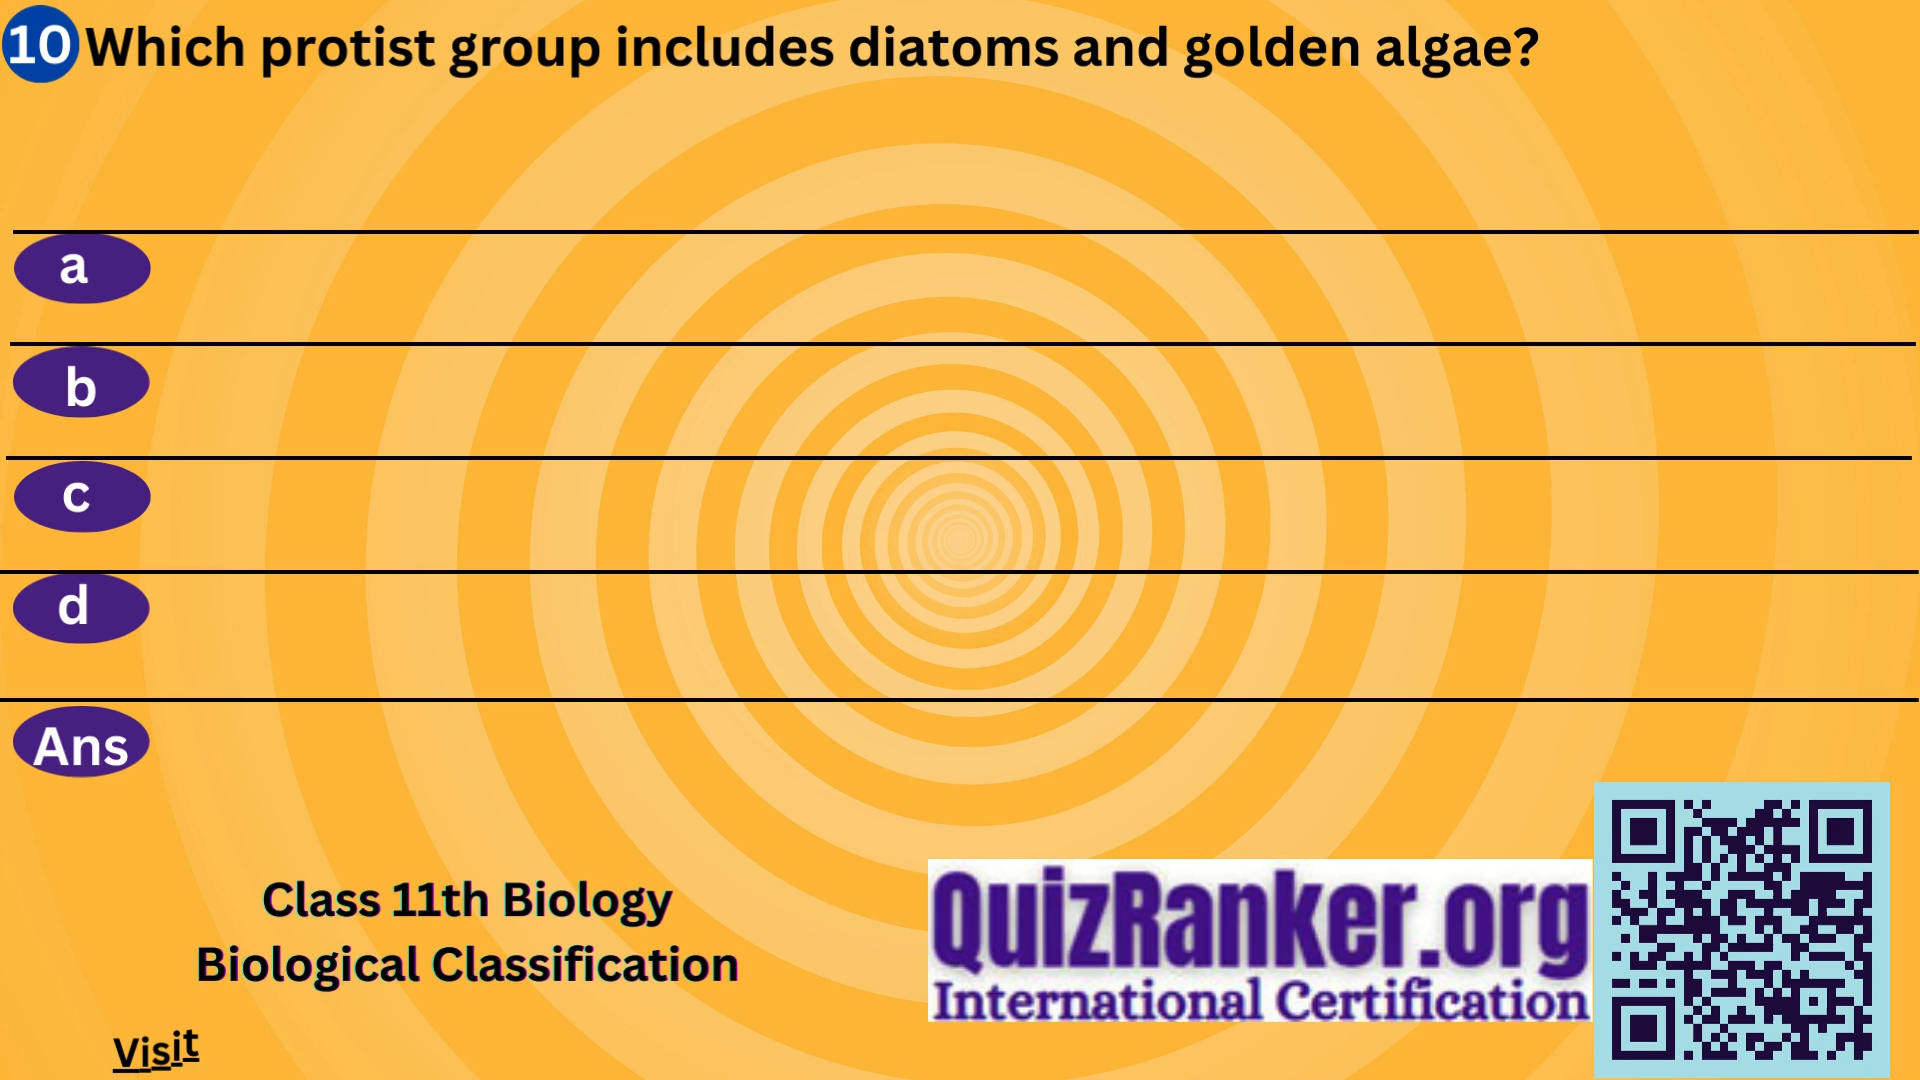 10 Which protist group includes diatoms and golden algae?
a
b
c
d
Ans
Class 11th Biology
Biological Classification
QuizRanker.org
International Certification
Visit